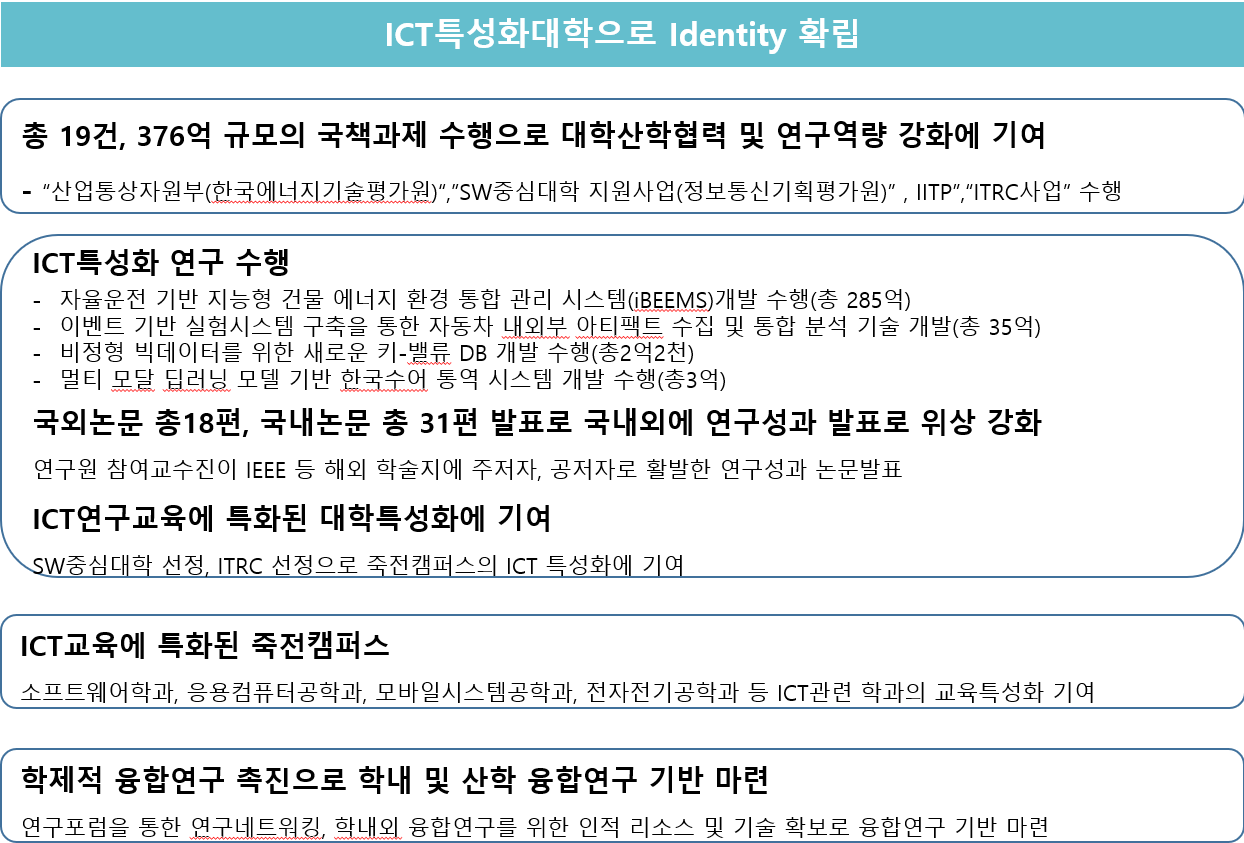 ICT특성화대학으로 Identity 확립
총 19건, 376억 규모의 국책과제 수행으로 대학산학협력 및 연구역량 강화에 기여
- “산업통상자원부(한국에너지기술평가원)“,”SW중심대학 지원사업(정보통신기획평가원)” , IITP”,“ITRC사업” 수행
ICT특성화 연구 수행
- 자율운전 기반 지능형 건물 에너지 환경 통합 관리 시스템(iBEEMS)개발 수행(총 285억)
- 이벤트 기반 실험시스템 구축을 통한 자동차 내외부 아티팩트 수집 및 통합 분석 기술 개발(총 35억)
- 비정형 빅데이터를 위한 새로운 키-밸류 DB 개발 수행(총2억2천)
- 멀티 모달 딥러닝 모델 기반 한국수어 통역 시스템 개발 수행(총3억)
국외논문 총18편, 국내논문 총 31편 발표로 국내외에 연구성과 발표로 위상 강화
연구원 참여교수진이 IEEE 등 해외 학술지에 주저자, 공저자로 활발한 연구성과 논문발표
ICT연구교육에 특화된 대학특성화에 기여
SW중심대학 선정, ITRC 선정으로 죽전캠퍼스의 ICT 특성화에 기여
ICT교육에 특화된 죽전캠퍼스
소프트웨어학과, 응용컴퓨터공학과, 모바일시스템공학과, 전자전기공학과 등 ICT관련 학과의 교육특성화 기여
학제적 융합연구 촉진으로 학내 및 산학 융합연구 기반 마련
연구포럼을 통한 연구네트워킹, 학내외 융합연구를 위한 인적 리소스 및 기술 확보로 융합연구 기반 마련